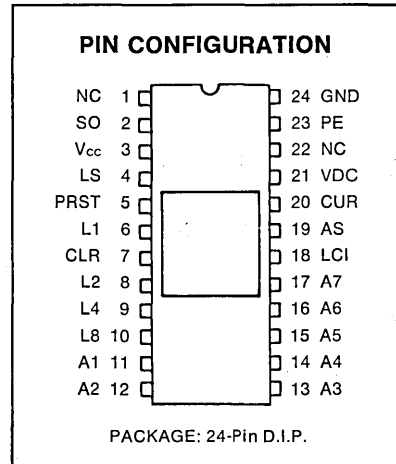 PIN CONFIGURATION
NC 1 24 GND
SO 2 23 PE
Vcc 3 22 NC
LS 4 21 VDC
PRST 5 20 CUR
L1 6 19 AS
CLR 7 18 LCI
L2 8 17 A7
L4 9 16 A6
L8 10 15 A5
A1 11 14 A4
A2 12 13 A3
PACKAGE: 24-Pin D.I.P.